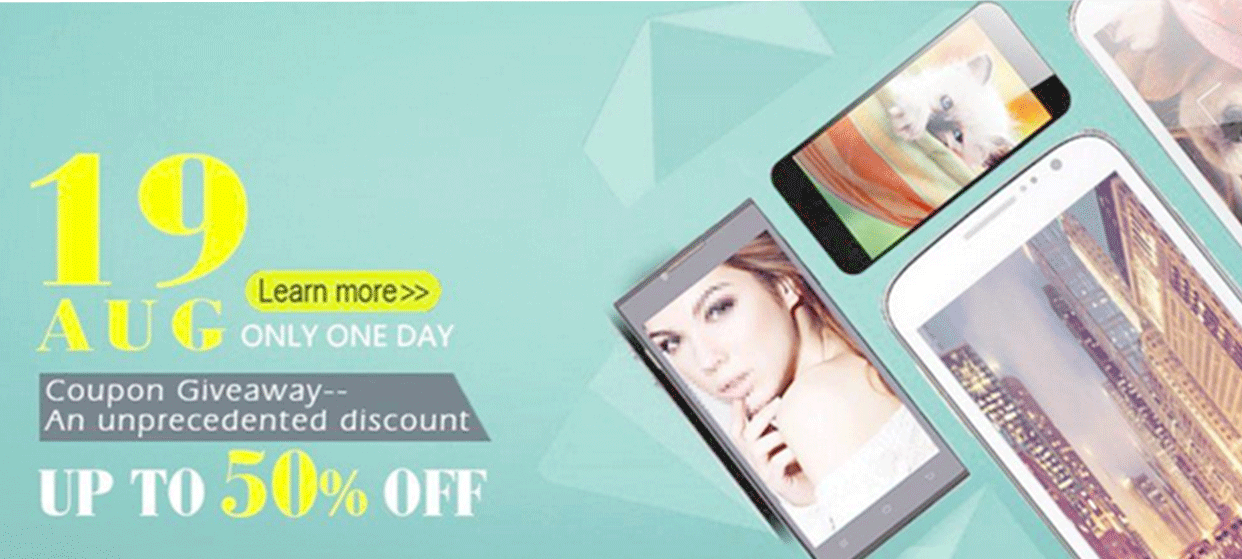 19
AUG
Learn more>>
ONLY ONE DAY
Coupon Giveaway--
An unprecedented discount
UP TO 50% OFF